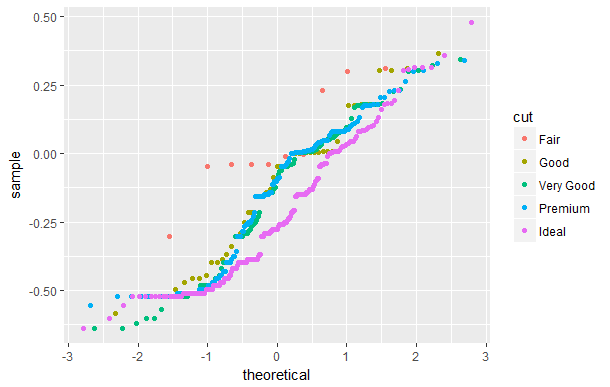 0.50
0.25
0.00
-0.25
-0.50
sample
-3 -2 -1 0 1 2 3
theoretical
cut
Fair
Good
Very Good
Premium
Ideal